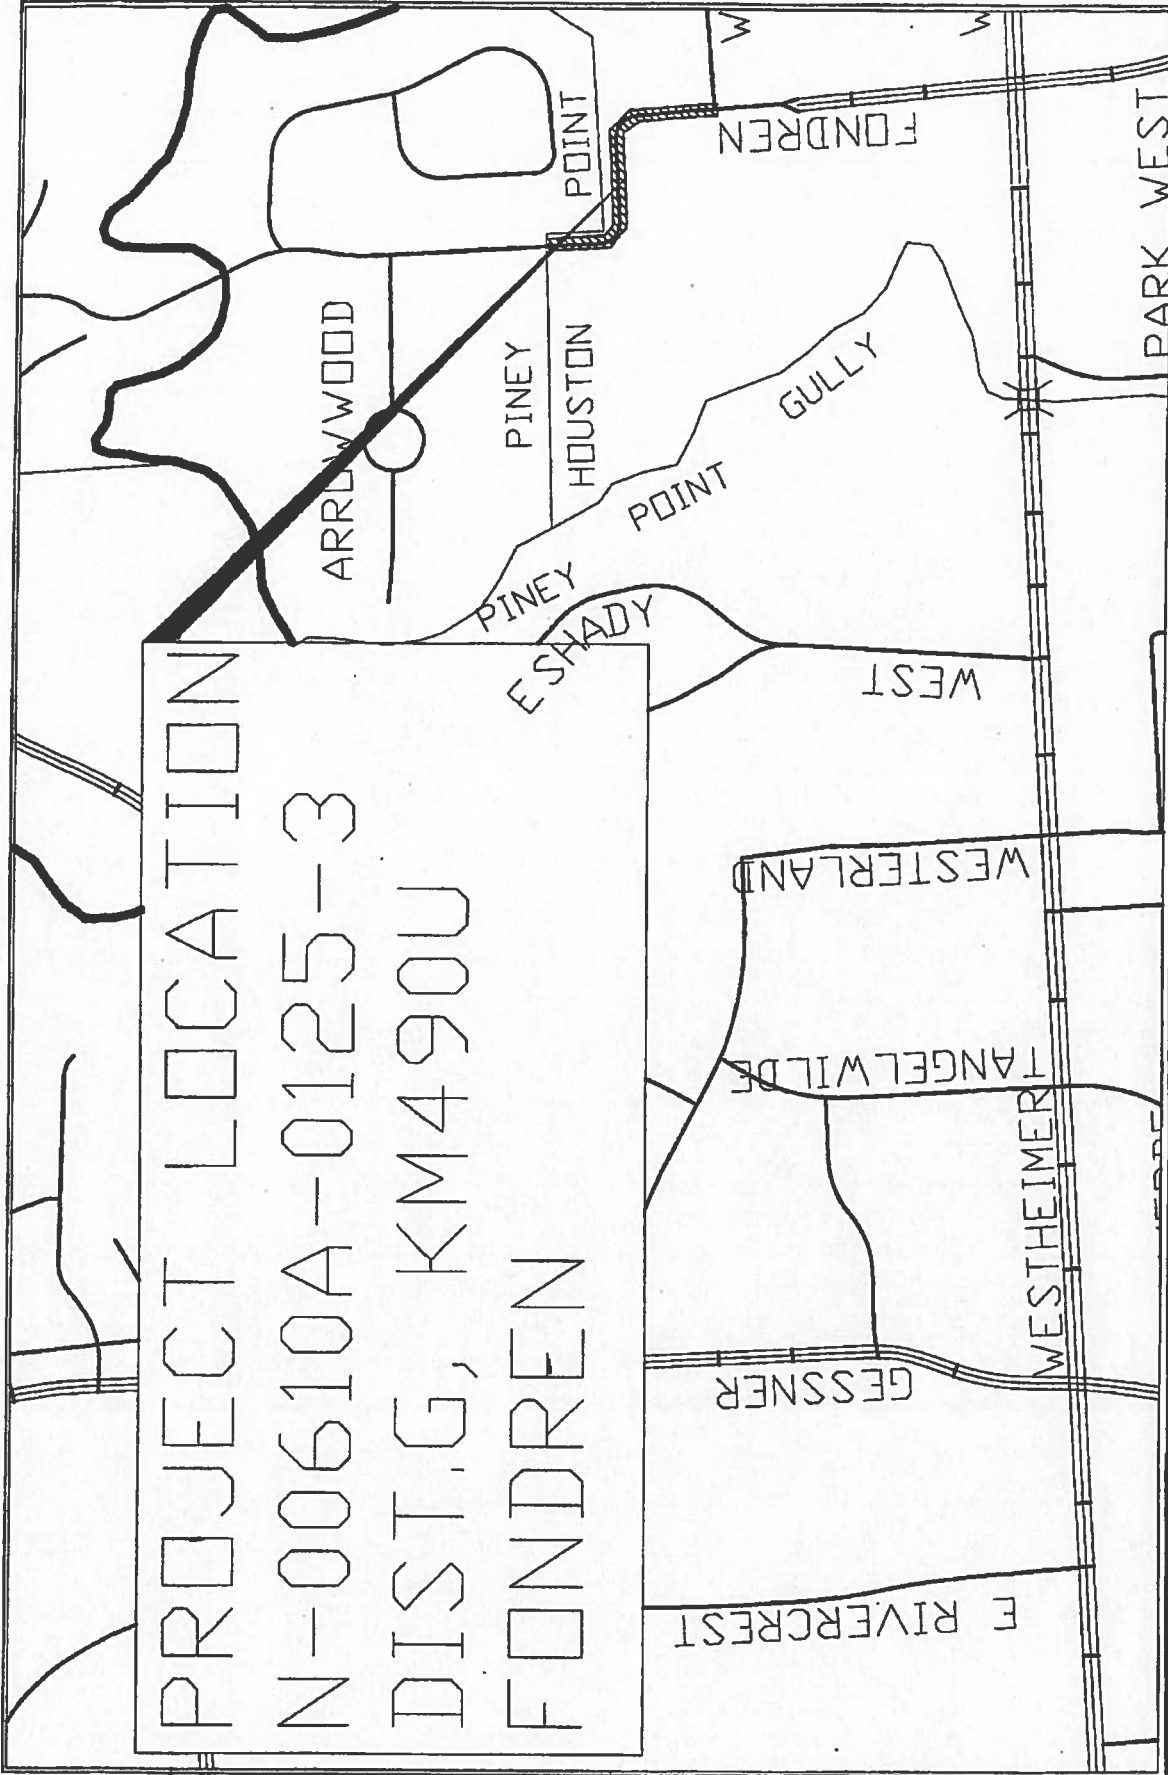 PROJECT LOCATION
N-00610A-0125-3
DIST.G, KM490U
FONDREN
ARROWWOOD
PINEY
HOUSTON
POINT
PINEY
POINT
GULLY
E SHADY
WEST
FONDREN
W
W
PARK WEST
WESTERLAND
TANGELWILDE
WESTHEIMER
GESSNER
E RIVERCREST